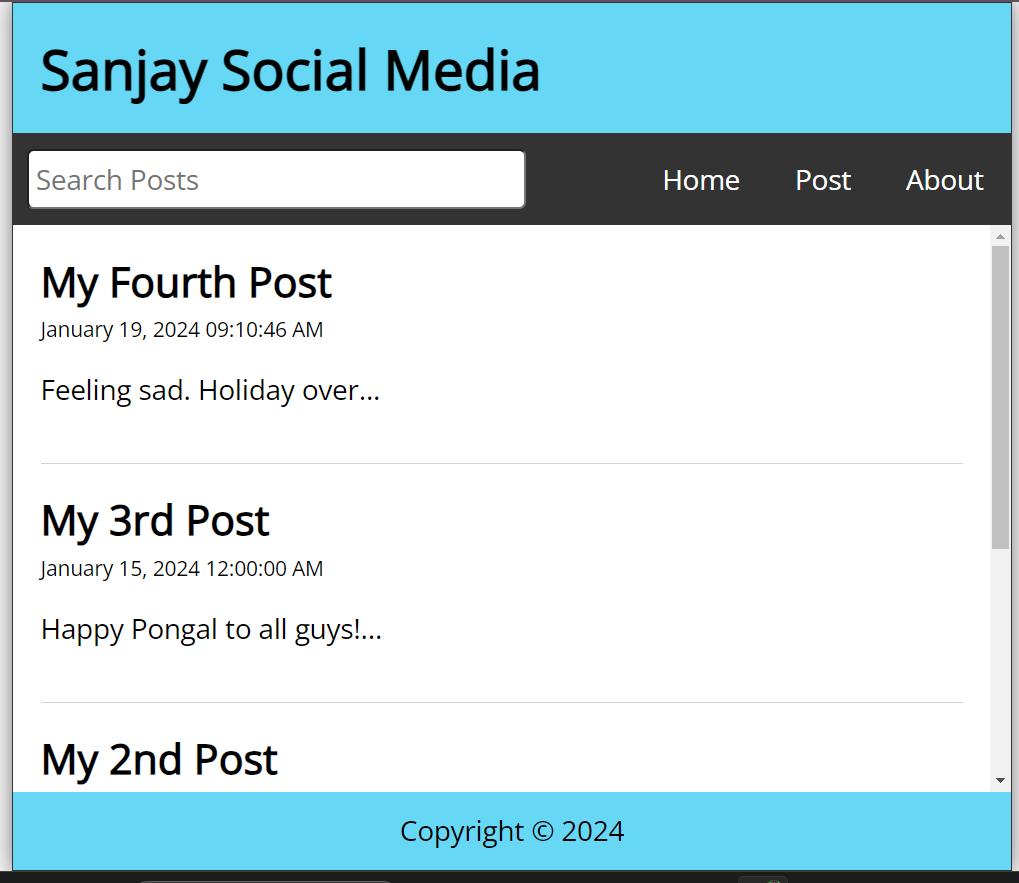 Sanjay Social Media
Search Posts Home Post About
My Fourth Post
January 19, 2024 09:10:46 AM
Feeling sad. Holiday over...
My 3rd Post
January 15, 2024 12:00:00 AM
Happy Pongal to all guys!...
My 2nd Post
Copyright © 2024